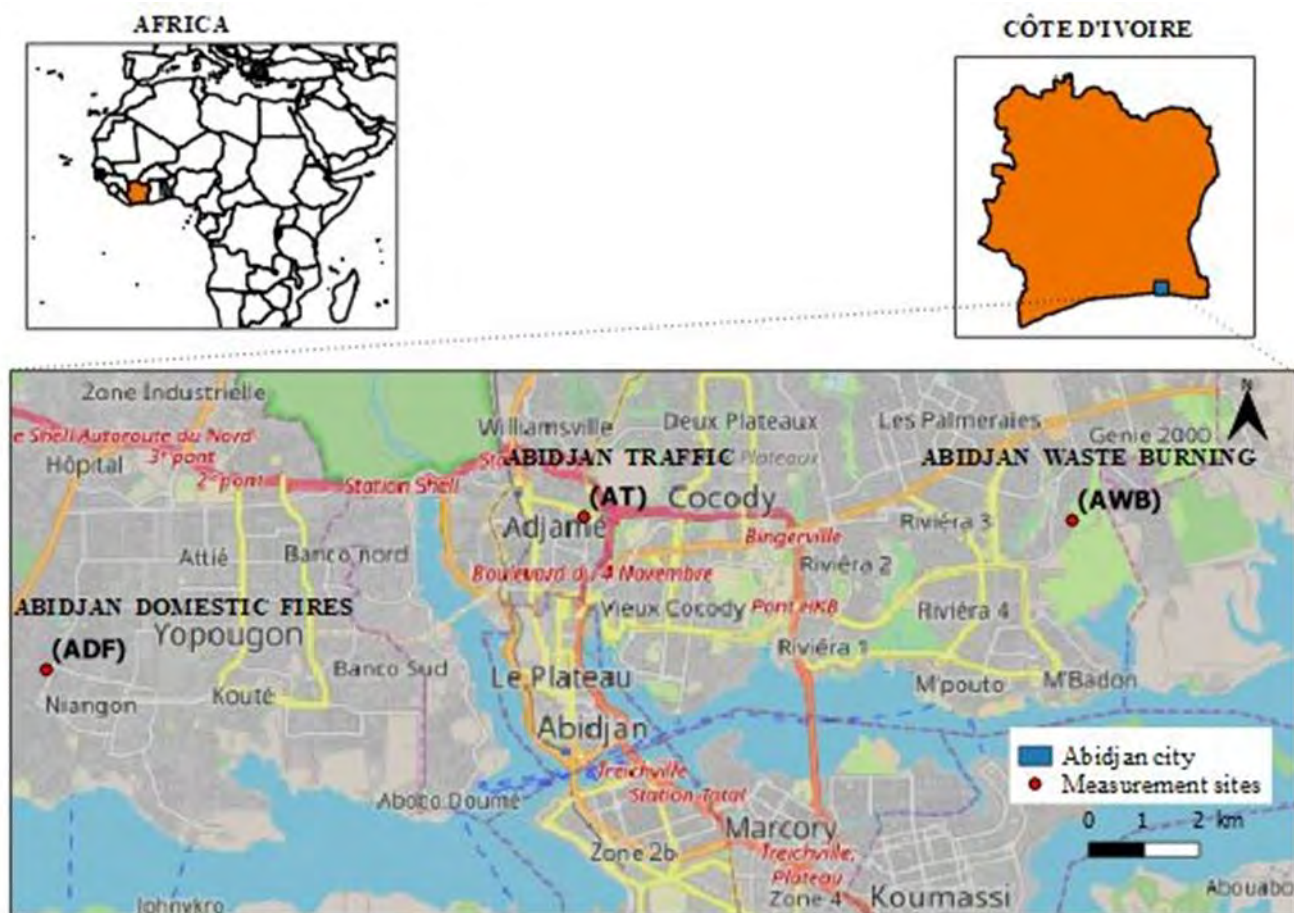 AFRICA
CÔTE D'IVOIRE
N
Zone Industrielle
Williamsville
Deux Plateaux
Les Palmeraies
Genie 2000
e Shell Autoroute du Nord
3ᵉ pont
Hôpital
2ᵉ pont
Station Shell
ABIDJAN TRAFFIC
Plateaux
ABIDJAN WASTE BURNING
(AT)
Cocody
(AWB)
Adjamé
Riviéra 3
Bingerville
Attié
Banco nord
Boulevard du 4 Novembre
Riviéra 2
ABIDJAN DOMESTIC FIRES
Vieux Cocody
Pont HKB
Riviéra 4
(ADF)
Yopougon
Riviéra 1
Banco Sud
Le Plateau
M'pouto
M'Badon
Niangon
Kouté
Abidjan
Abidjan city
Treichville
Measurement sites
Station Total
Abobo Doumé
0 1 2 km
Marcory
Zone 2b
Treichville,
Plateau
Zone 4
Koumassi
Abouabo
Johnykro